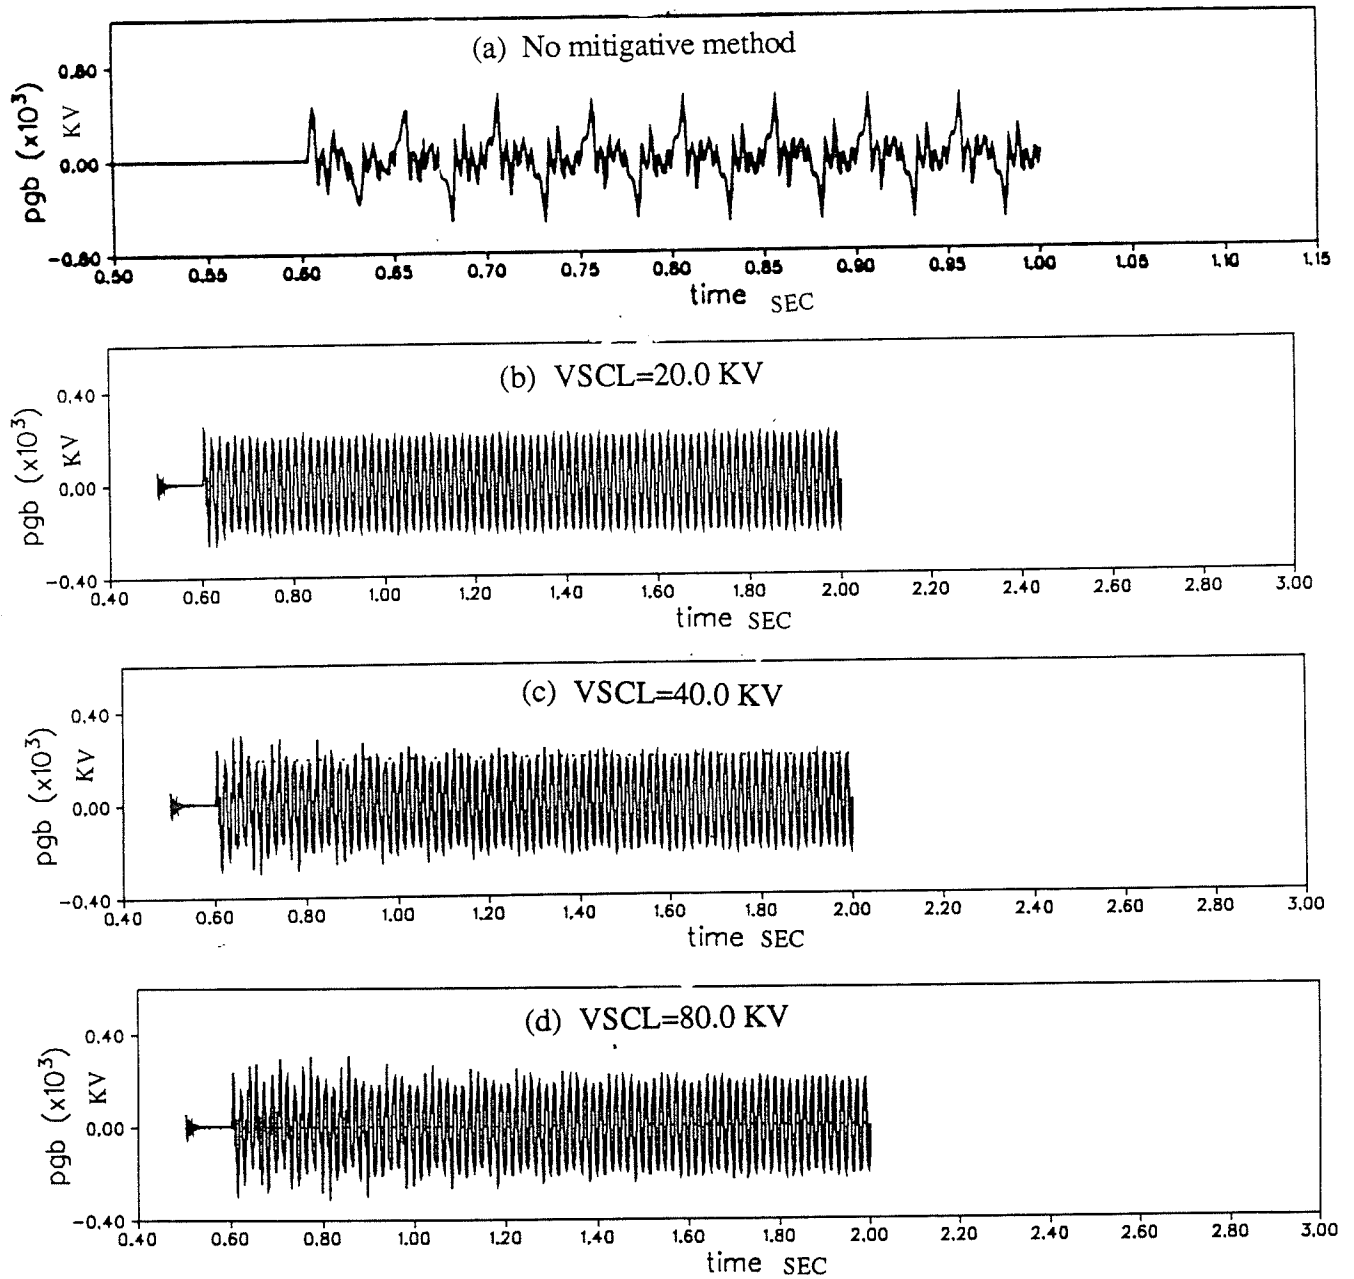 (a) No mitigative method
pgb (x10³)
KV
0.80
0.00
-0.80
0.50 0.55 0.60 0.65 0.70 0.75 0.80 0.85 0.90 0.95 1.00 1.05 1.10 1.15
time SEC
(b) VSCL=20.0 KV
pgb (x10³)
KV
0.40
0.00
-0.40
0.40 0.60 0.80 1.00 1.20 1.40 1.60 1.80 2.00 2.20 2.40 2.60 2.80 3.00
time SEC
(c) VSCL=40.0 KV
pgb (x10³)
KV
0.40
0.00
-0.40
0.40 0.60 0.80 1.00 1.20 1.40 1.60 1.80 2.00 2.20 2.40 2.60 2.80 3.00
time SEC
(d) VSCL=80.0 KV
pgb (x10³)
KV
0.40
0.00
-0.40
0.40 0.60 0.80 1.00 1.20 1.40 1.60 1.80 2.00 2.20 2.40 2.60 2.80 3.00
time SEC